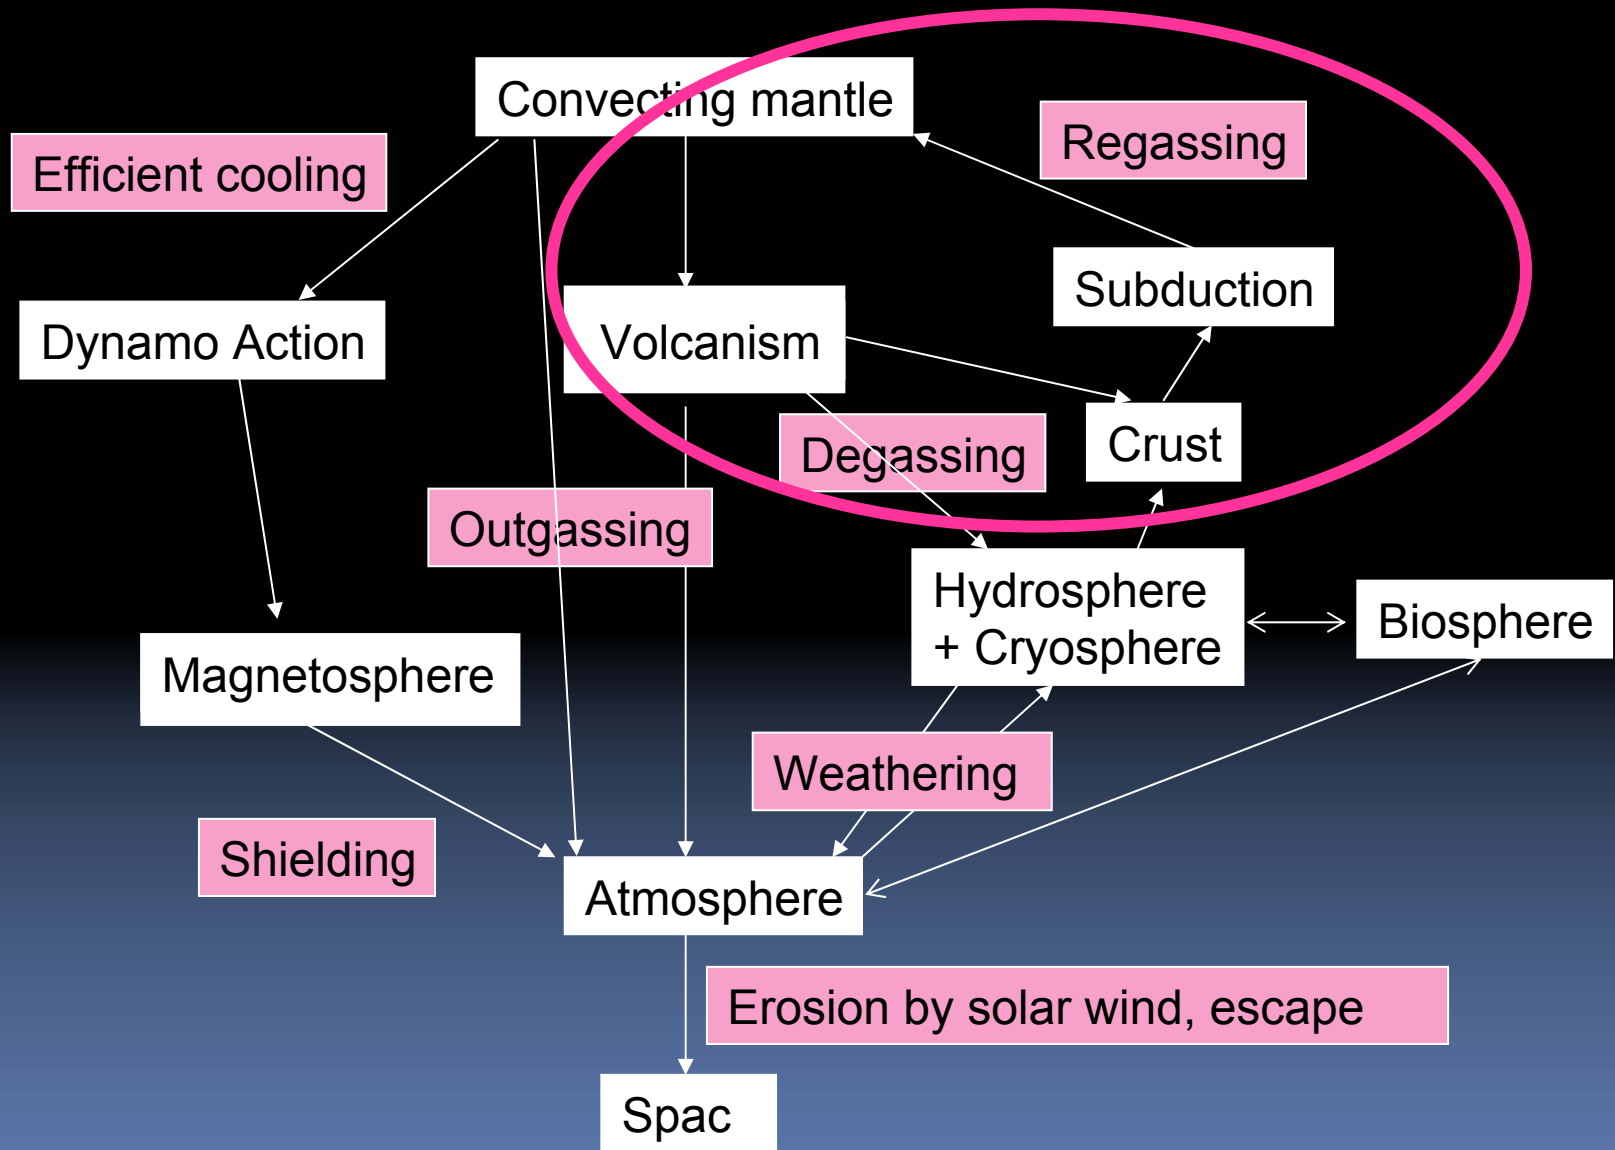 Convecting mantle
Regassing
Efficient cooling
Subduction
Dynamo Action
Volcanism
Crust
Degassing
Outgassing
Hydrosphere
+ Cryosphere
Biosphere
Magnetosphere
Weathering
Shielding
Atmosphere
Erosion by solar wind, escape
Spac